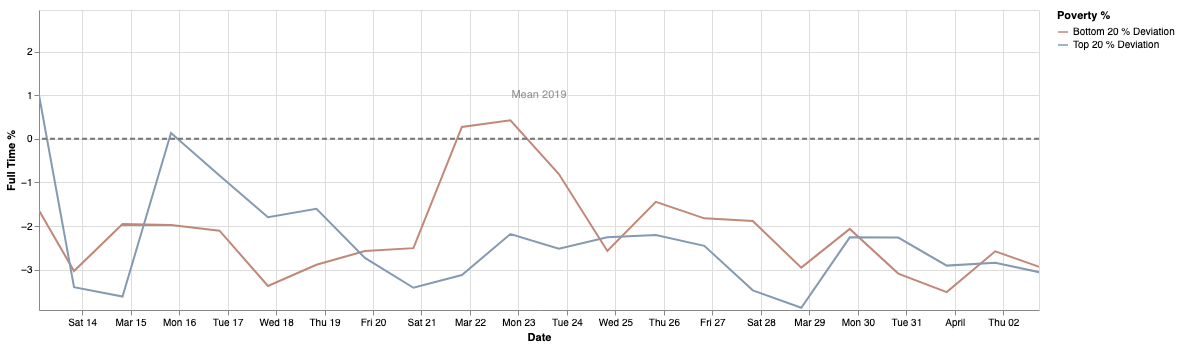 Poverty %
Bottom 20 % Deviation
Top 20 % Deviation
Mean 2019
Full Time %
2
1
0
−1
−2
−3
Sat 14 Mar 15 Mon 16 Tue 17 Wed 18 Thu 19 Fri 20 Sat 21 Mar 22 Mon 23 Tue 24 Wed 25 Thu 26 Fri 27 Sat 28 Mar 29 Mon 30 Tue 31 April Thu 02
Date